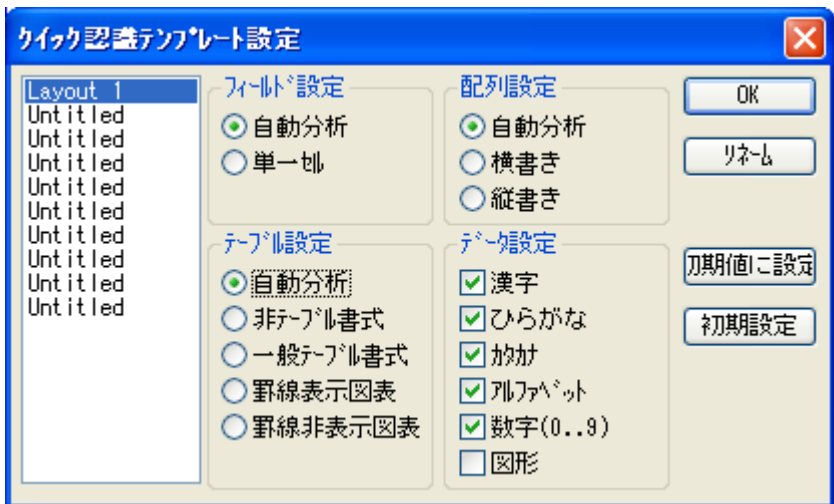 クイック認識テンプレート設定
Layout 1
Untitled
Untitled
Untitled
Untitled
Untitled
Untitled
Untitled
Untitled
Untitled
フィールド設定
自動分析
単一セル
配列設定
自動分析
横書き
縦書き
テーブル設定
自動分析
非テーブル書式
一般テーブル書式
罫線表示図表
罫線非表示図表
データ設定
漢字
ひらがな
カタカナ
アルファベット
数字(0..9)
図形
OK
リネーム
刀期値に設定
初期設定